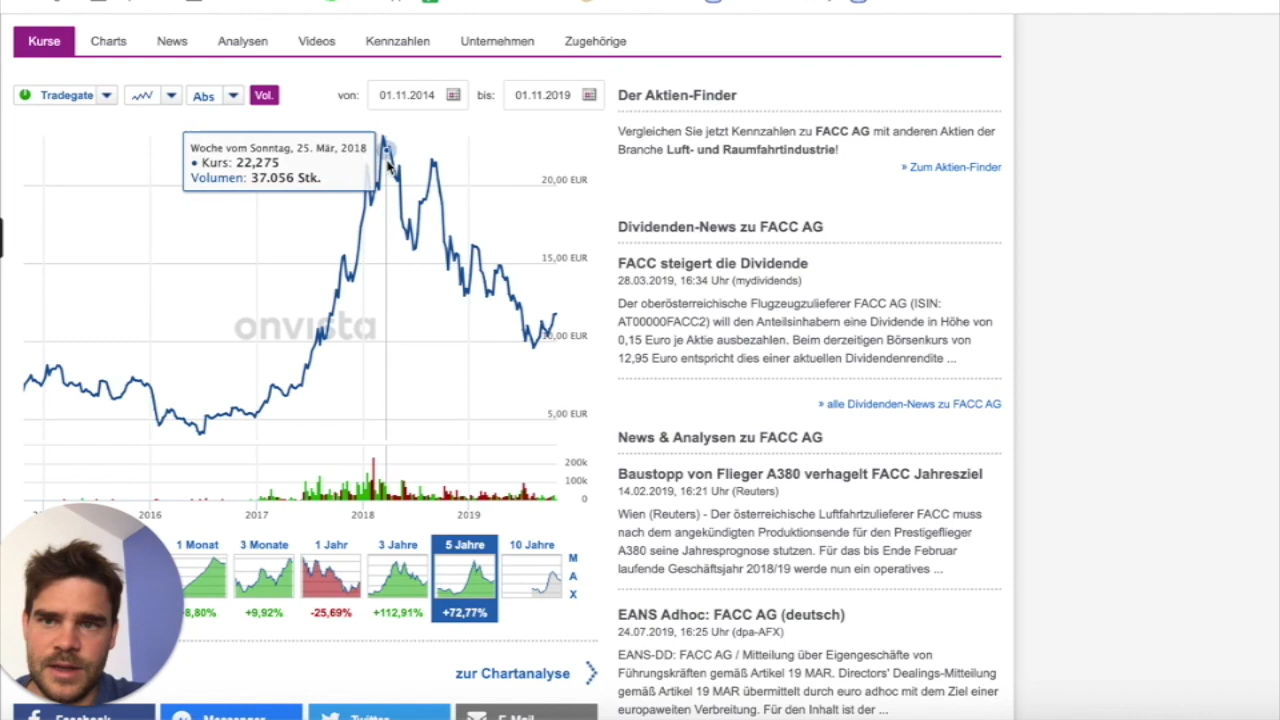 Kurse Charts News Analysen Videos Kennzahlen Unternehmen Zugehörige
Tradegate Abs Vol. von: 01.11.2014 bis: 01.11.2019
Woche vom Sonntag, 25. Mär, 2018
• Kurs: 22,275
Volumen: 37.056 Stk.
20,00 EUR
15,00 EUR
onvista
10,00 EUR
5,00 EUR
200k
100k
0
2016 2017 2018 2019
1 Monat 3 Monate 1 Jahr 3 Jahre 5 Jahre 10 Jahre
M
A
X
8,80% +9,92% -25,69% +112,91% +72,77%
zur Chartanalyse
Facebook Messenger Twitter E-Mail
Der Aktien-Finder
Vergleichen Sie jetzt Kennzahlen zu FACC AG mit anderen Aktien der
Branche Luft- und Raumfahrtindustrie!
» Zum Aktien-Finder
Dividenden-News zu FACC AG
FACC steigert die Dividende
28.03.2019, 16:34 Uhr (mydividends)
Der oberösterreichische Flugzeugzulieferer FACC AG (ISIN:
AT00000FACC2) will den Anteilsinhabern eine Dividende in Höhe von
0,15 Euro je Aktie ausbezahlen. Beim derzeitigen Börsenkurs von
12,95 Euro entspricht dies einer aktuellen Dividendenrendite ...
» alle Dividenden-News zu FACC AG
News & Analysen zu FACC AG
Baustopp von Flieger A380 verhagelt FACC Jahresziel
14.02.2019, 16:21 Uhr (Reuters)
Wien (Reuters) - Der österreichische Luftfahrtzulieferer FACC muss
nach dem angekündigten Produktionsende für den Prestigeflieger
A380 seine Jahresprognose stutzen. Für das bis Ende Februar
laufende Geschäftsjahr 2018/19 werde nun ein operatives ...
EANS Adhoc: FACC AG (deutsch)
24.07.2019, 16:25 Uhr (dpa-AFX)
EANS-DD: FACC AG / Mitteilung über Eigengeschäfte von
Führungskräften gemäß Artikel 19 MAR. Directors' Dealings-Mitteilung
gemäß Artikel 19 MAR übermittelt durch euro adhoc mit dem Ziel einer
europaweiten Verbreitung. Für den Inhalt ist der ...